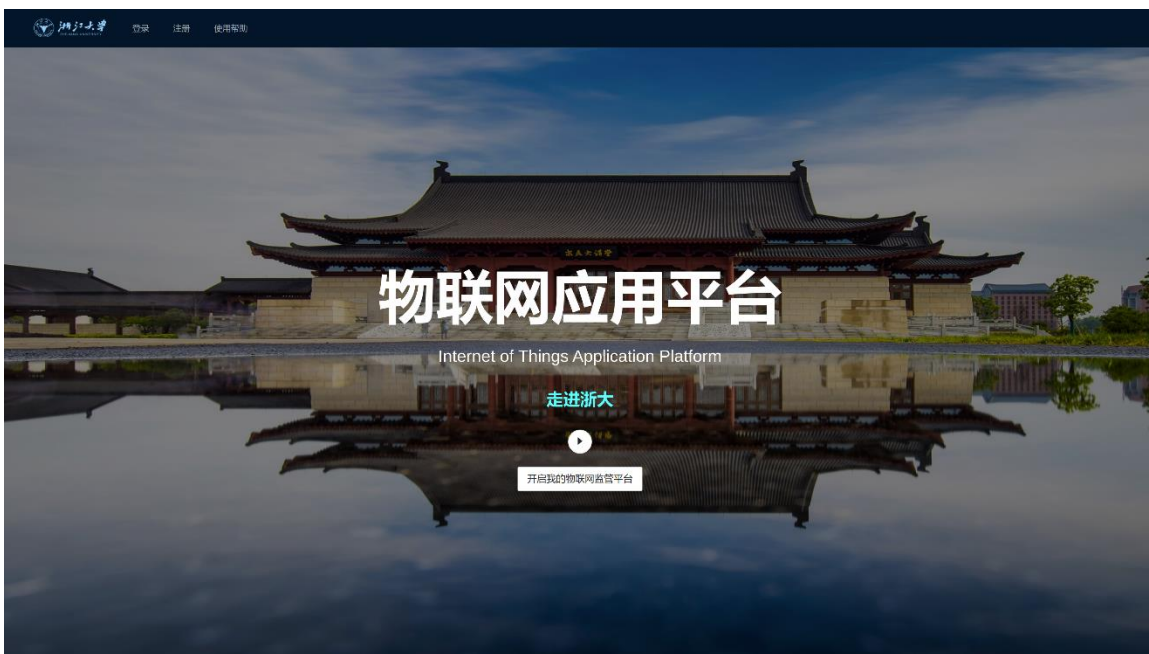 浙江大学
登录 注册 使用帮助
物联网应用平台
Internet of Things Application Platform
走进浙大
开启我的物联网监管平台